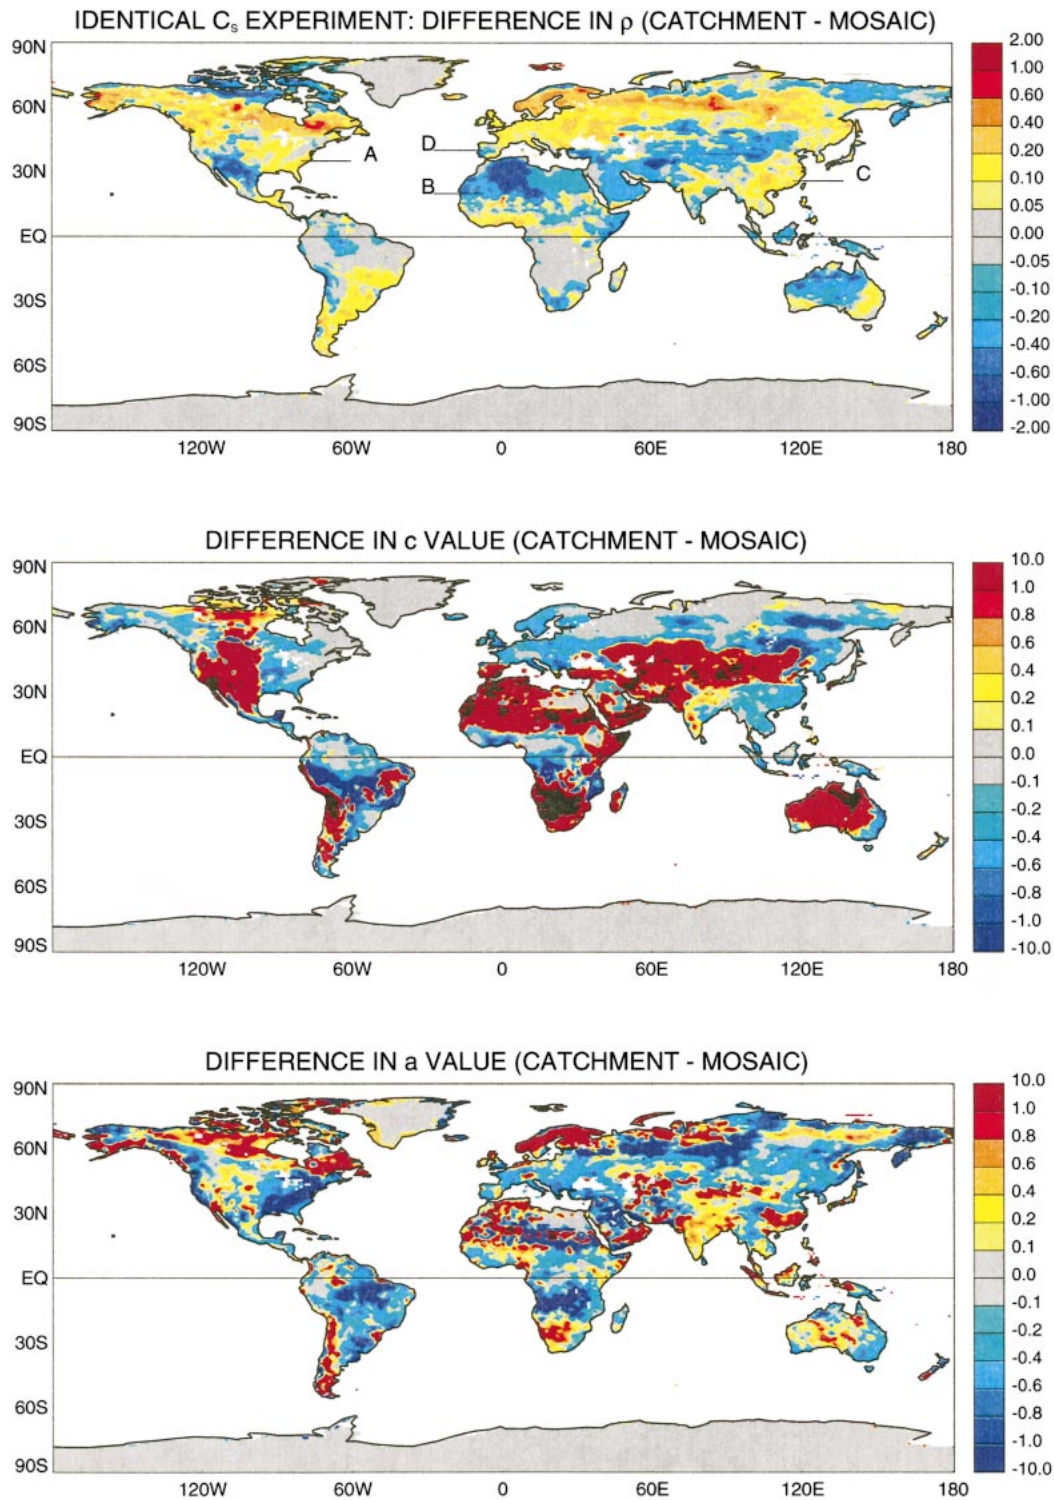 IDENTICAL Cs EXPERIMENT: DIFFERENCE IN ρ (CATCHMENT - MOSAIC)
90N
60N
30N
EQ
30S
60S
90S
A
D
B
C
120W 60W 0 60E 120E 180
2.00
1.00
0.60
0.40
0.20
0.10
0.05
0.00
-0.05
-0.10
-0.20
-0.40
-0.60
-1.00
-2.00
DIFFERENCE IN c VALUE (CATCHMENT - MOSAIC)
90N
60N
30N
EQ
30S
60S
90S
120W 60W 0 60E 120E 180
10.0
1.0
0.8
0.6
0.4
0.2
0.1
0.0
-0.1
-0.2
-0.4
-0.6
-0.8
-1.0
-10.0
DIFFERENCE IN a VALUE (CATCHMENT - MOSAIC)
90N
60N
30N
EQ
30S
60S
90S
120W 60W 0 60E 120E 180
10.0
1.0
0.8
0.6
0.4
0.2
0.1
0.0
-0.1
-0.2
-0.4
-0.6
-0.8
-1.0
-10.0